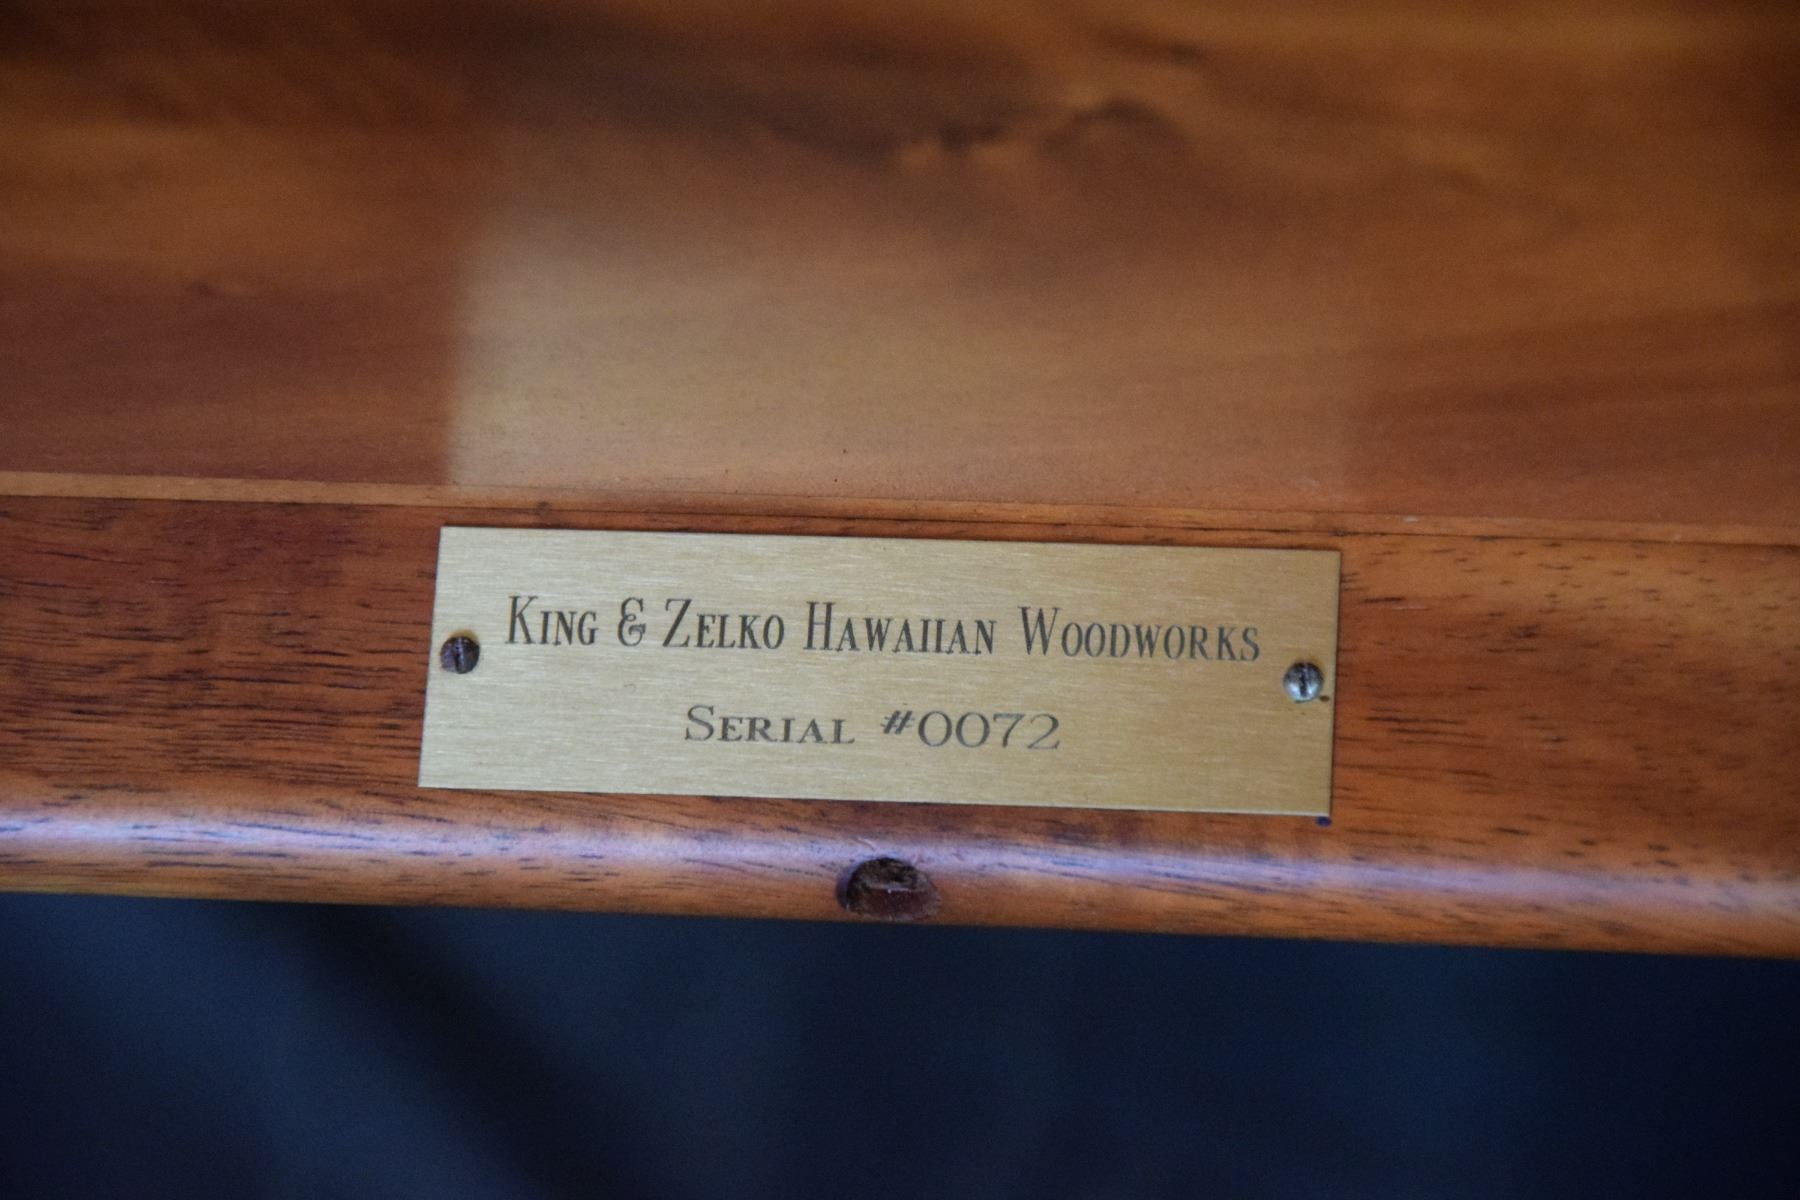 King & Zelko Hawaiian Woodworks
Serial #0072